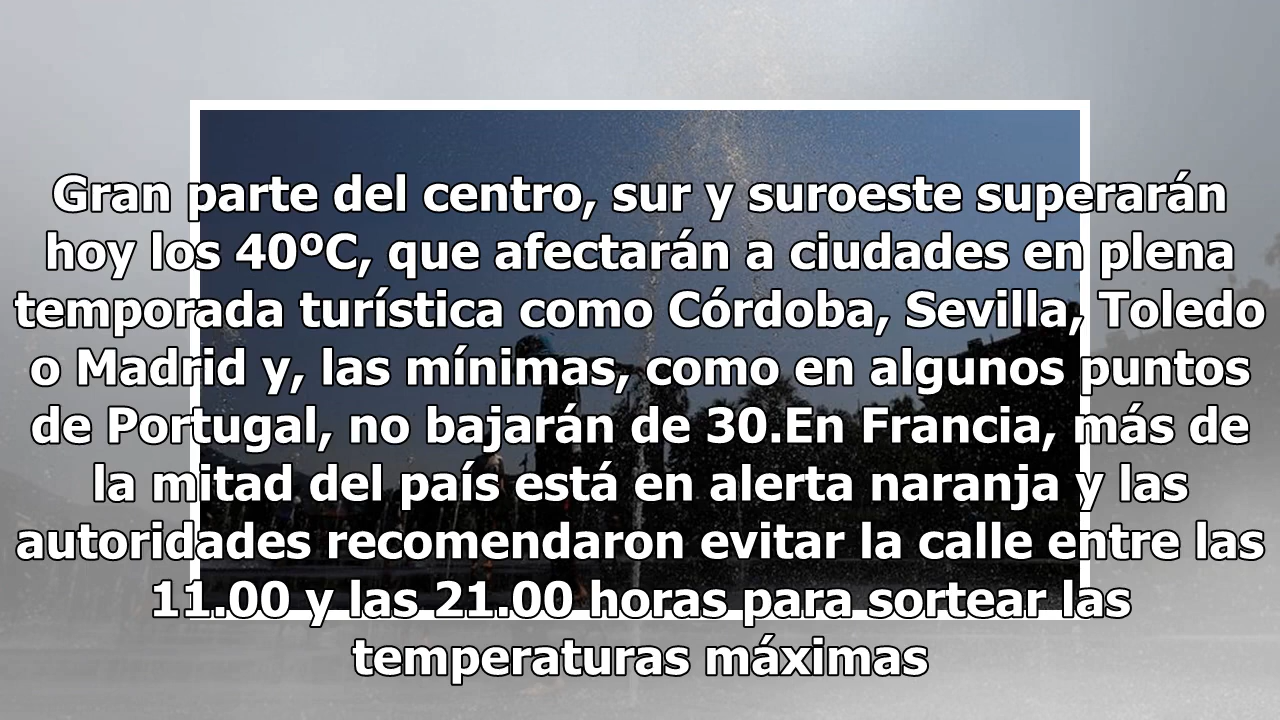 Gran parte del centro, sur y suroeste superarán
hoy los 40ºC, que afectarán a ciudades en plena
temporada turística como Córdoba, Sevilla, Toledo
o Madrid y, las mínimas, como en algunos puntos
de Portugal, no bajarán de 30.En Francia, más de
la mitad del país está en alerta naranja y las
autoridades recomendaron evitar la calle entre las
11.00 y las 21.00 horas para sortear las
temperaturas máximas